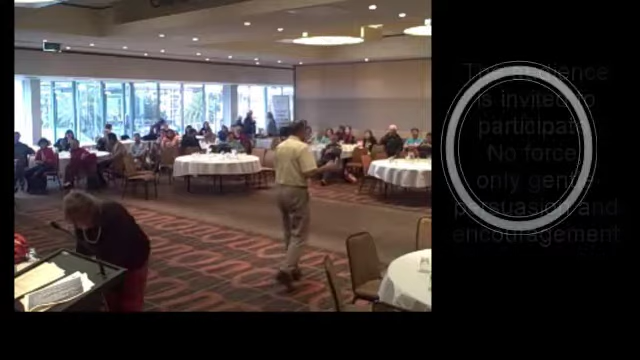 The audience
is invited to
participate
No force
only gentle
persuasion and
encouragement